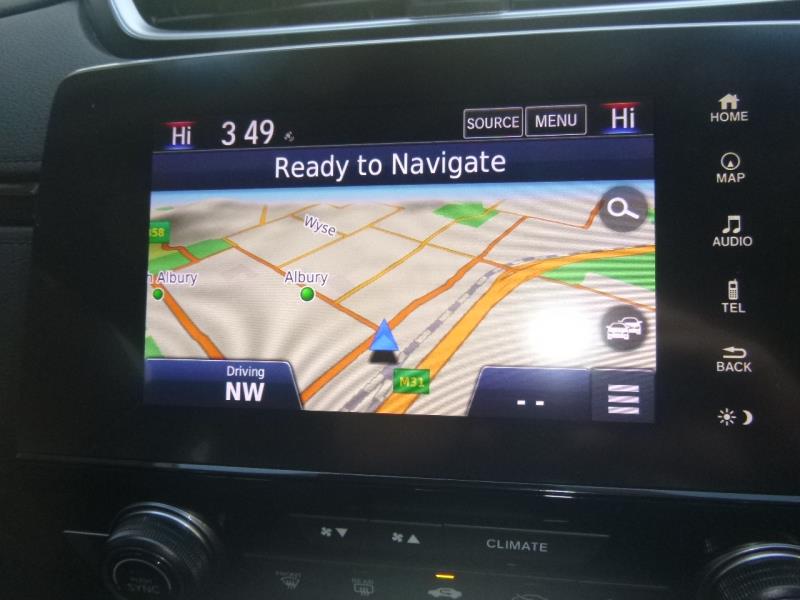 Hi 3 49 SOURCE MENU Hi
Ready to Navigate
HOME
MAP
AUDIO
TEL
BACK
Wyse
Albury
Albury
M31
Driving
NW
- -
CLIMATE
SYNC